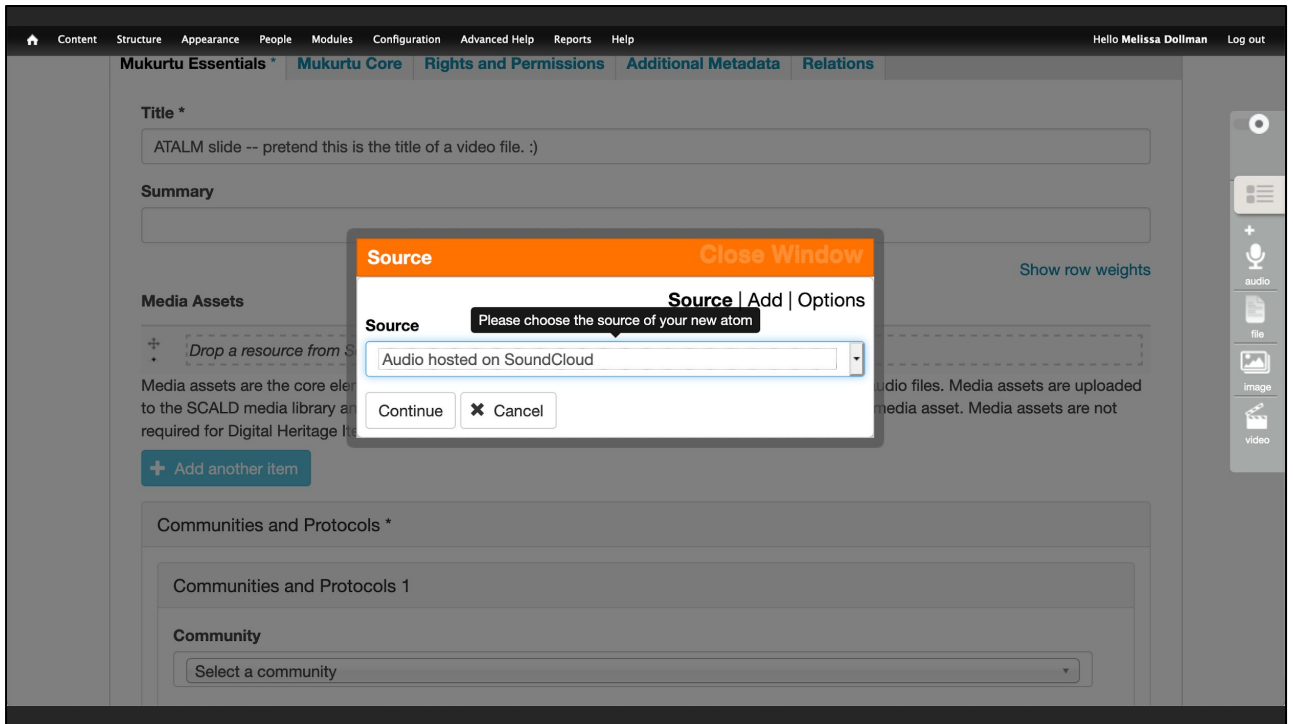 Content Structure Appearance People Modules Configuration Advanced Help Reports Help Hello Melissa Dollman Log out
Mukurtu Essentials * Mukurtu Core Rights and Permissions Additional Metadata Relations
Title *
ATALM slide -- pretend this is the title of a video file. :)
Summary
Source Close Window
Show row weights
Source | Add | Options
Media Assets
Source
Please choose the source of your new atom
Drop a resource from S
Audio hosted on SoundCloud
Media assets are the core ele
udio files. Media assets are uploaded
to the SCALD media library an
media asset. Media assets are not
required for Digital Heritage Ite
Continue Cancel
Add another item
Communities and Protocols *
Communities and Protocols 1
Community
Select a community
audio
file
image
video